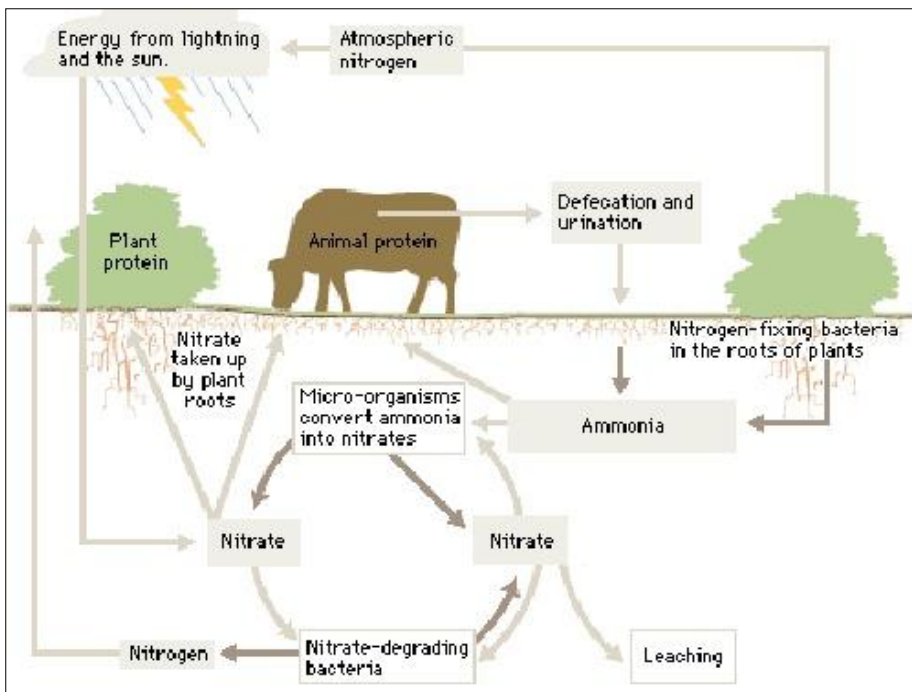 Energy from lightning
and the sun.
Atmospheric
nitrogen
Defecation and
urination
Plant
protein
Animal protein
Nitrogen-fixing bacteria
in the roots of plants
Nitrate
taken up
by plant
roots
Micro-organisms
convert ammonia
into nitrates
Ammonia
Nitrate
Nitrate
Nitrogen
Nitrate-degrading
bacteria
Leaching